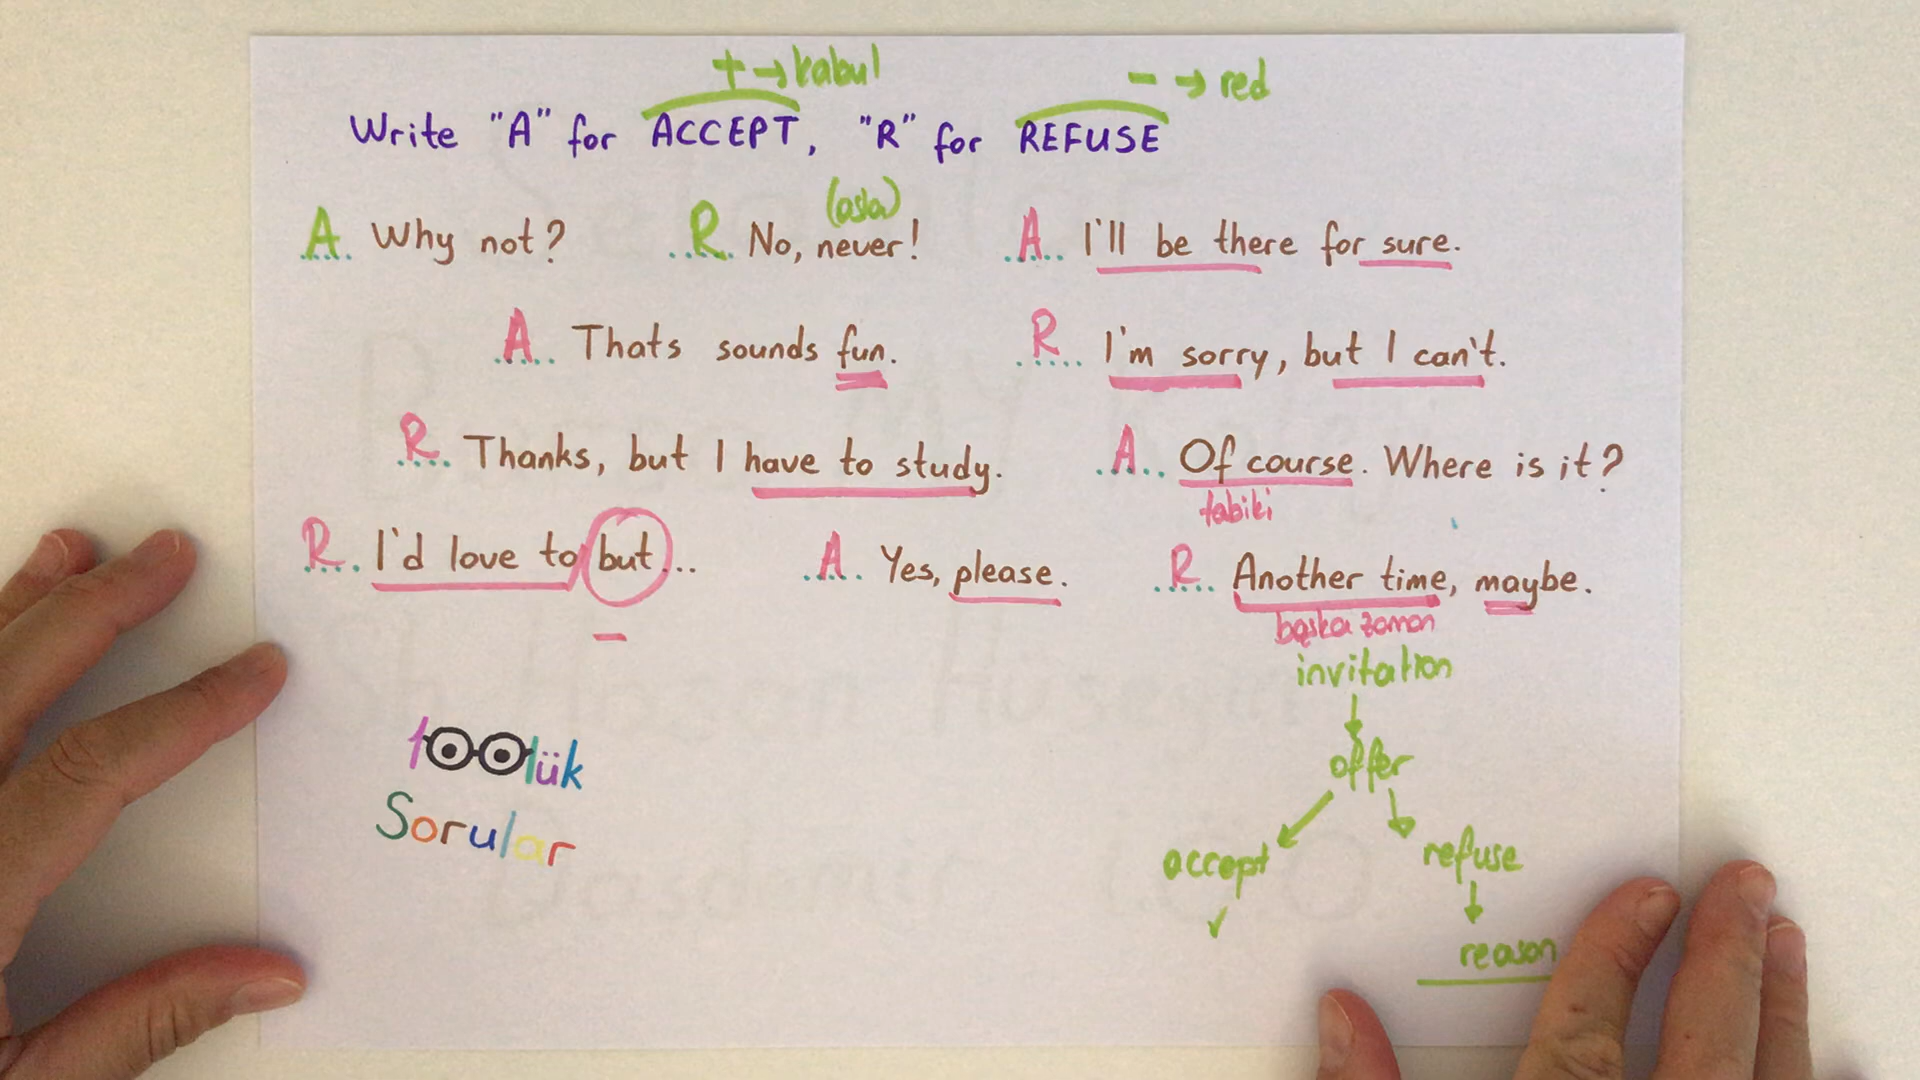 + → kabul
- → red
Write "A" for ACCEPT, "R" for REFUSE
(asla)
A Why not?
R No, never!
A I'll be there for sure.
A Thats sounds fun.
R I'm sorry, but I can't.
R Thanks, but I have to study.
A Of course. Where is it?
tabiki
R I'd love to but...
-
A Yes, please.
R Another time, maybe.
başka zaman
invitation
offer
accept
refuse
✓
reason
100lük
Sorular